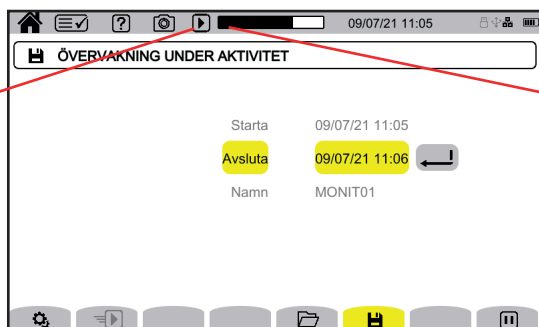 09/07/21 11:05
ÖVERVAKNING UNDER AKTIVITET
Starta 09/07/21 11:05
Avsluta 09/07/21 11:06
Namn MONIT01